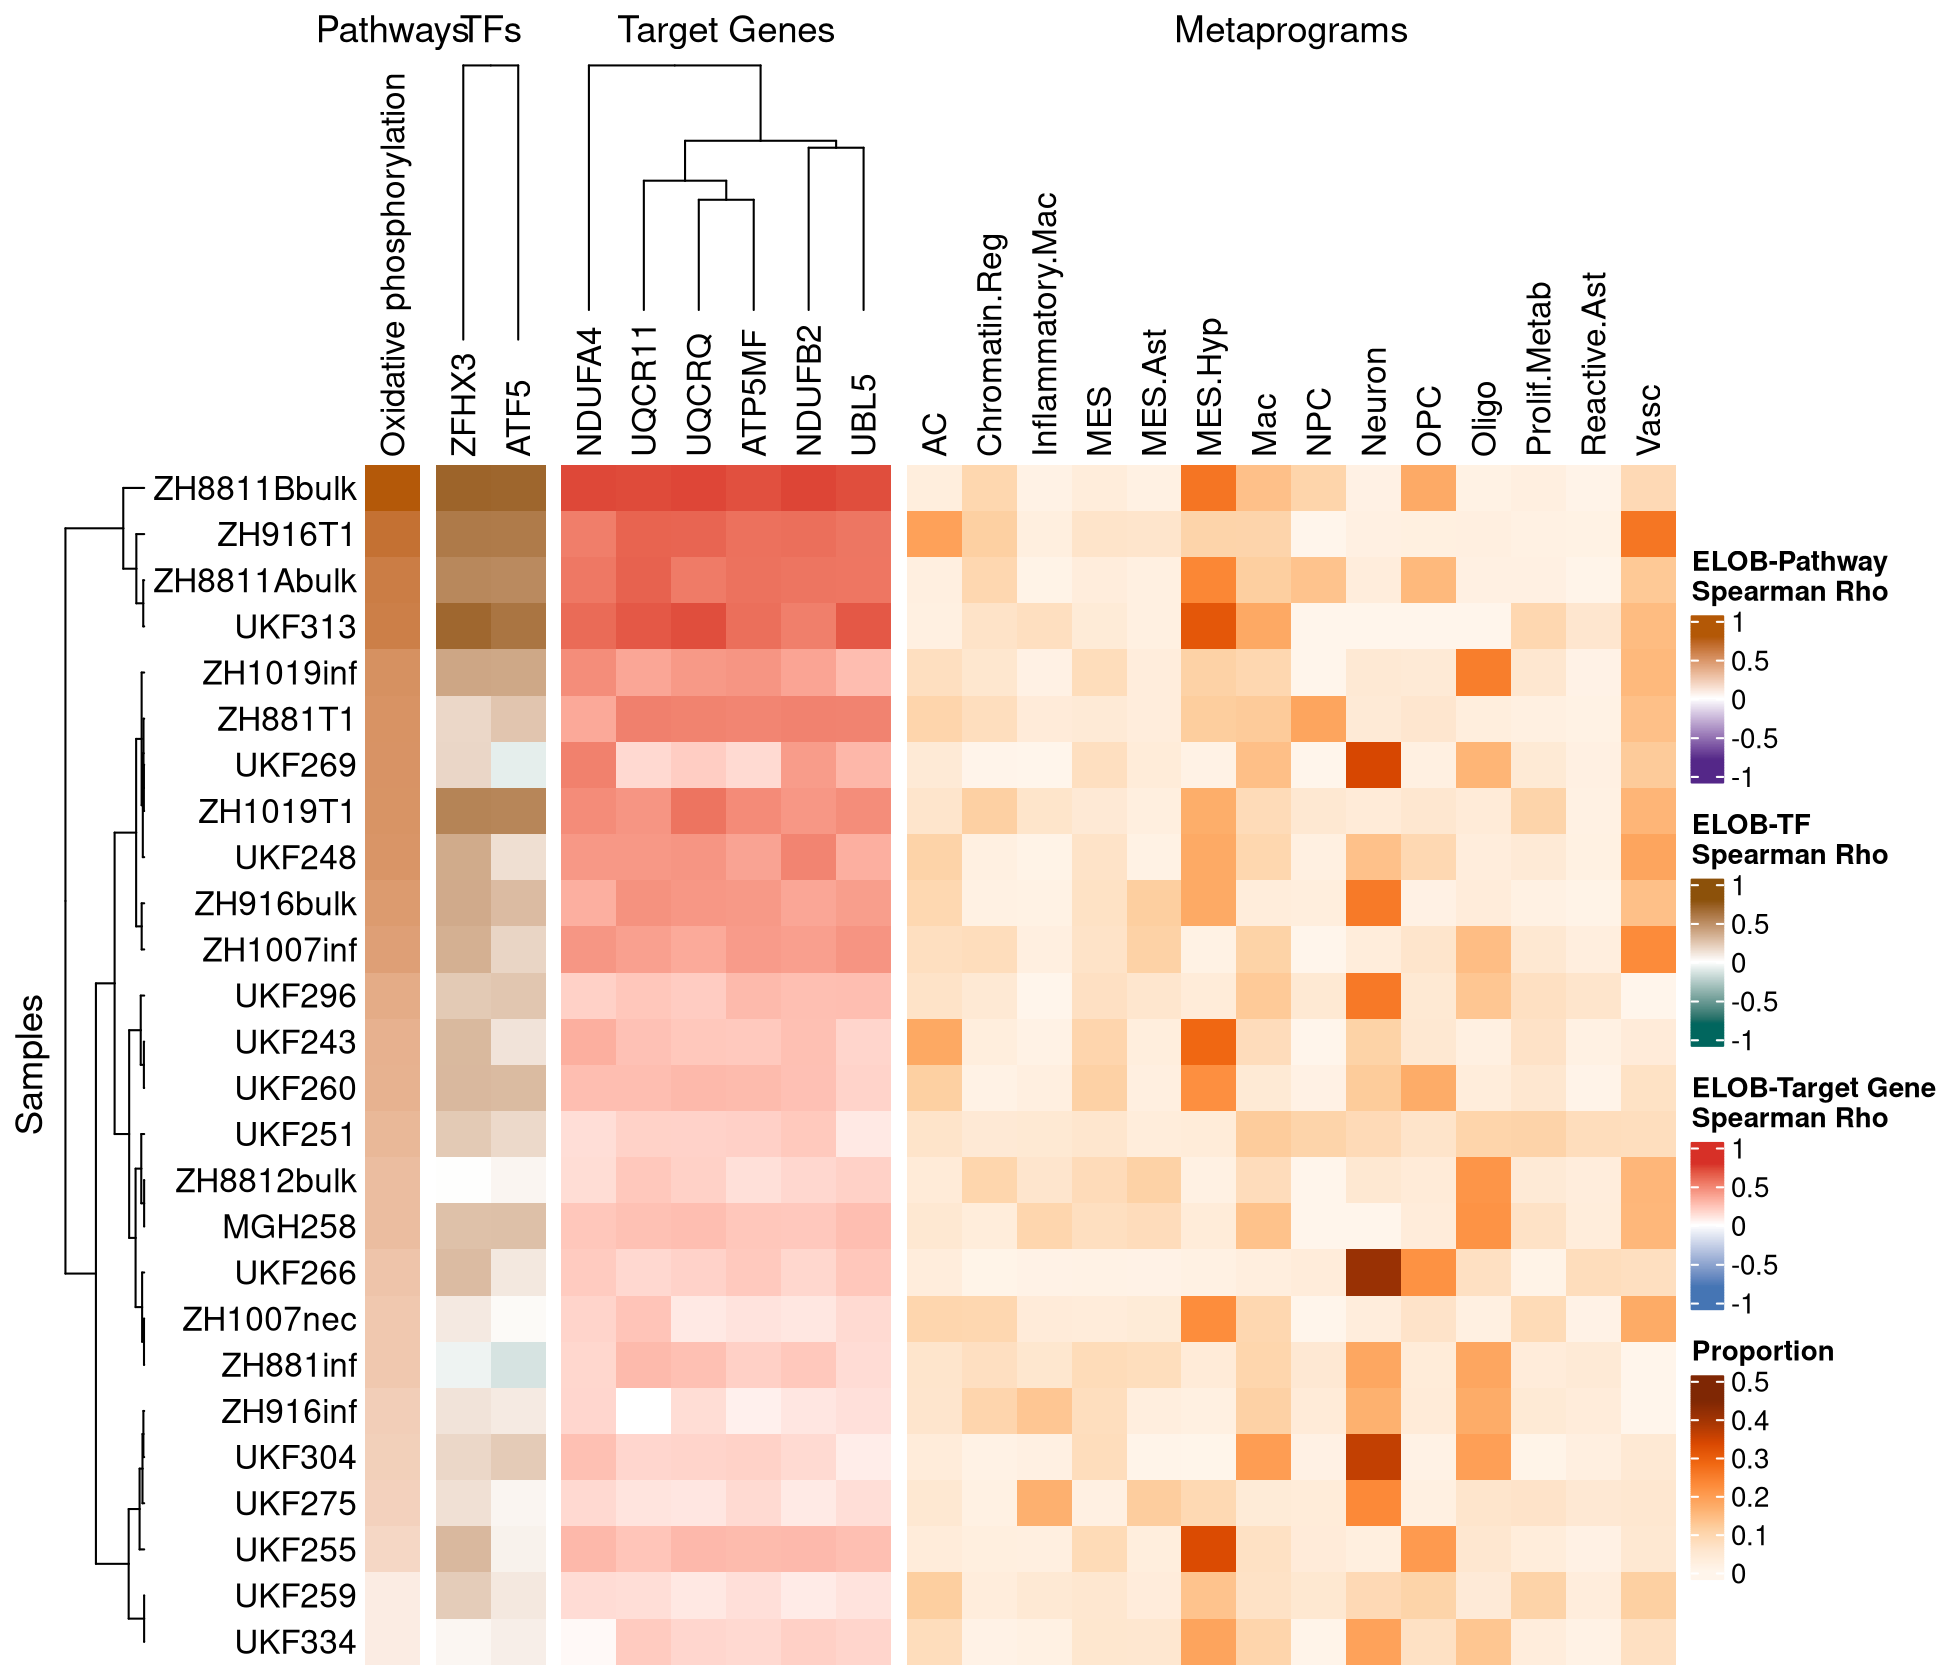 Pathways TFs Target Genes Metaprograms
Oxidative phosphorylation
ZFHX3
ATF5
NDUFA4
UQCR11
UQCRQ
ATP5MF
NDUFB2
UBL5
AC
Chromatin.Reg
Inflammatory.Mac
MES
MES.Ast
MES.Hyp
Mac
NPC
Neuron
OPC
Oligo
Prolif.Metab
Reactive.Ast
Vasc
Samples
ZH8811Bbulk
ZH916T1
ZH8811Abulk
UKF313
ZH1019inf
ZH881T1
UKF269
ZH1019T1
UKF248
ZH916bulk
ZH1007inf
UKF296
UKF243
UKF260
UKF251
ZH8812bulk
MGH258
UKF266
ZH1007nec
ZH881inf
ZH916inf
UKF304
UKF275
UKF255
UKF259
UKF334
ELOB-Pathway
Spearman Rho
1
0.5
0
-0.5
-1
ELOB-TF
Spearman Rho
1
0.5
0
-0.5
-1
ELOB-Target Gene
Spearman Rho
1
0.5
0
-0.5
-1
Proportion
0.5
0.4
0.3
0.2
0.1
0